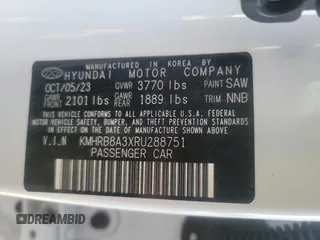 MANUFACTURED IN KOREA BY
HYUNDAI MOTOR COMPANY
OCT/05/23 GVWR 3770 lbs PAINT SAW
GAWR FRONT 2101 lbs GAWR REAR 1889 lbs TRIM NNB
THIS VEHICLE CONFORMS TO ALL APPLICABLE U.S.
FEDERAL MOTOR VEHICLE SAFETY, BUMPER, AND THEFT
PREVENTION STANDARDS IN EFFECT ON THE DATE OF
MANUFACTURE SHOWN ABOVE.
V.I.N KMHRB8A3XRU288751
PASSENGER CAR
DREAMBID